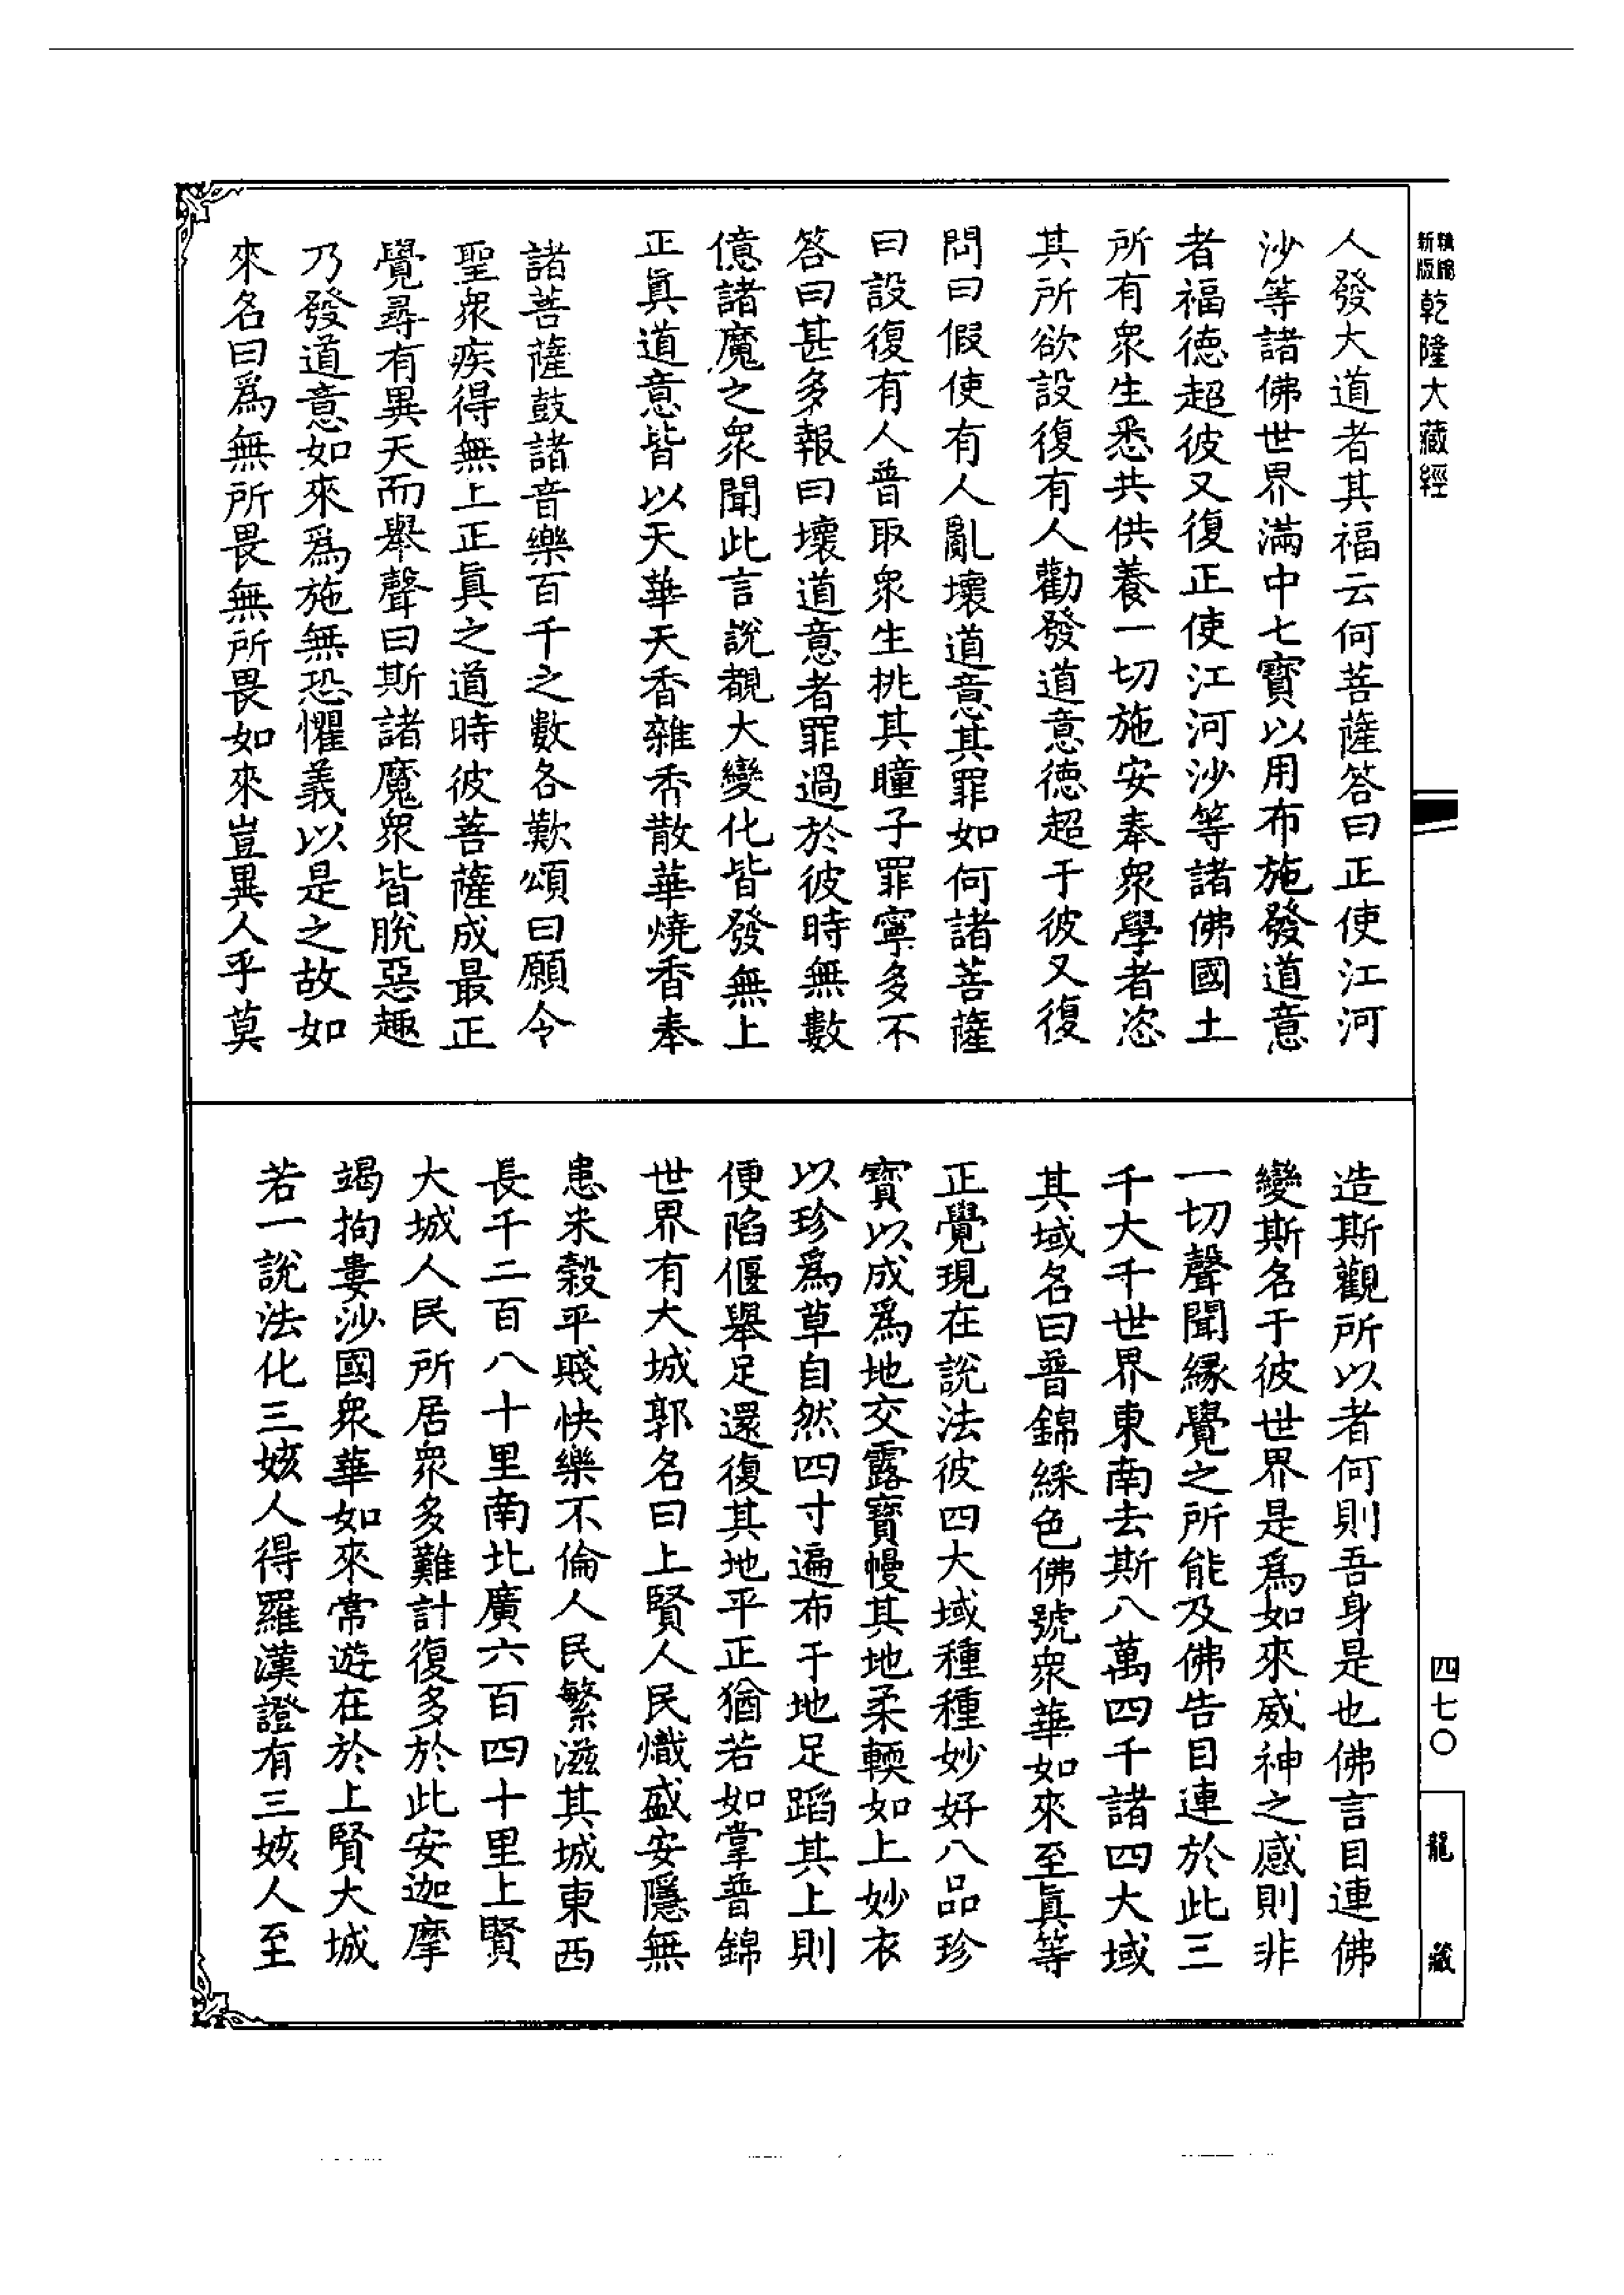 新版
精縮
乾隆大藏經
人發大道者其福云何菩薩答曰正使江河
沙等諸佛世界滿中七寶以用布施發道意
者福德超彼又復正使江河沙等諸佛國土
所有衆生悉共供養一切施安奉衆學者恣
其所欲設復有人勸發道意德超于彼又復
問曰假使有人亂壞道意其罪如何諸菩薩
曰設復有人普取衆生挑其瞳子罪寧多不
答曰甚多報曰壞道意者罪過於彼時無數
億諸魔之衆聞此言說覩大變化皆發無上
正眞道意皆以天華天香雜香散華燒香奉
諸菩薩鼓諸音樂百千之數各歎頌曰願令
聖衆疾得無上正眞之道時彼菩薩成最正
覺尋有異天而舉聲曰斯諸魔衆皆脫惡趣
乃發道意如來爲施無恐懼義以是之故如
來名曰爲無所畏無所畏如來豈異人乎莫
造斯觀所以者何則吾身是也佛言目連佛
變斯名于彼世界是爲如來威神之感則非
一切聲聞緣覺之所能及佛告目連於此三
千大千世界東南去斯八萬四千諸四大域
其域名曰普錦綵色佛號衆華如來至眞等
正覺現在說法彼四大域種種妙好八品珍
寶以成爲地交露寶幔其地柔輭如上妙衣
以珍爲草自然四寸遍布于地足蹈其上則
便陷偃舉足還復其地平正猶若如掌普錦
世界有大城郭名曰上賢人民熾盛安隱無
患米穀平賤快樂不倫人民繁滋其城東西
長千二百八十里南北廣六百四十里上賢
大城人民所居衆多難計復多於此安迦摩
竭拘婁沙國衆華如來常遊在於上賢大城
若一說法化三姟人得羅漢證有三姟人至
四七〇
龍藏